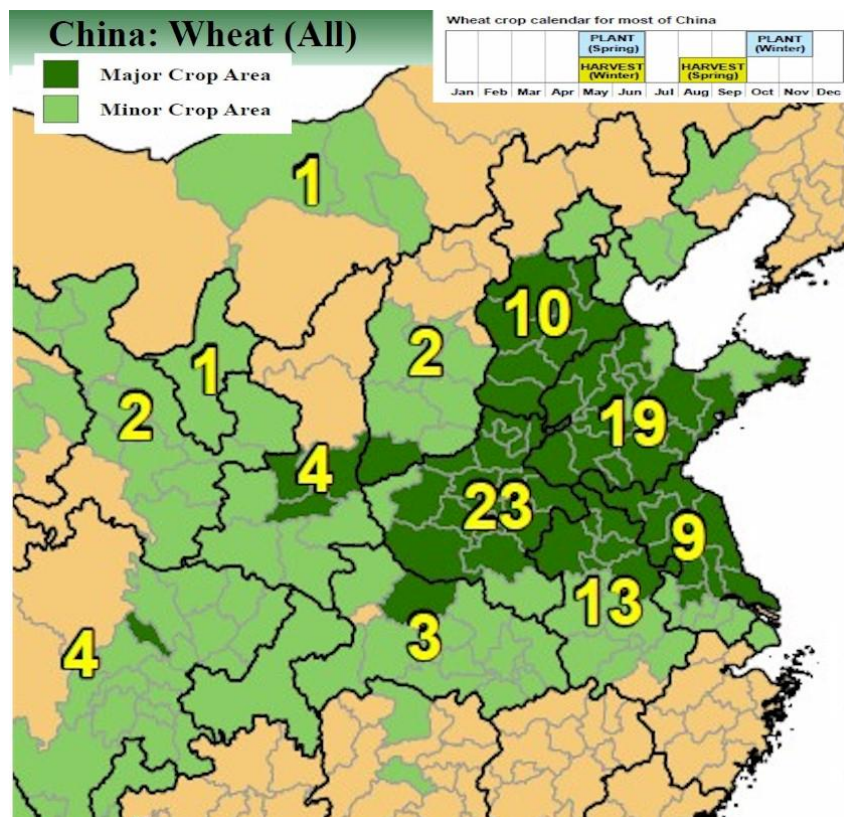 China: Wheat (All)
Major Crop Area
Minor Crop Area
Wheat crop calendar for most of China
PLANT
(Spring)
PLANT
(Winter)
HARVEST
(Winter)
HARVEST
(Spring)
Jan Feb Mar Apr May Jun Jul Aug Sep Oct Nov Dec
1
10
2
1
2
19
4
23
9
13
3
4